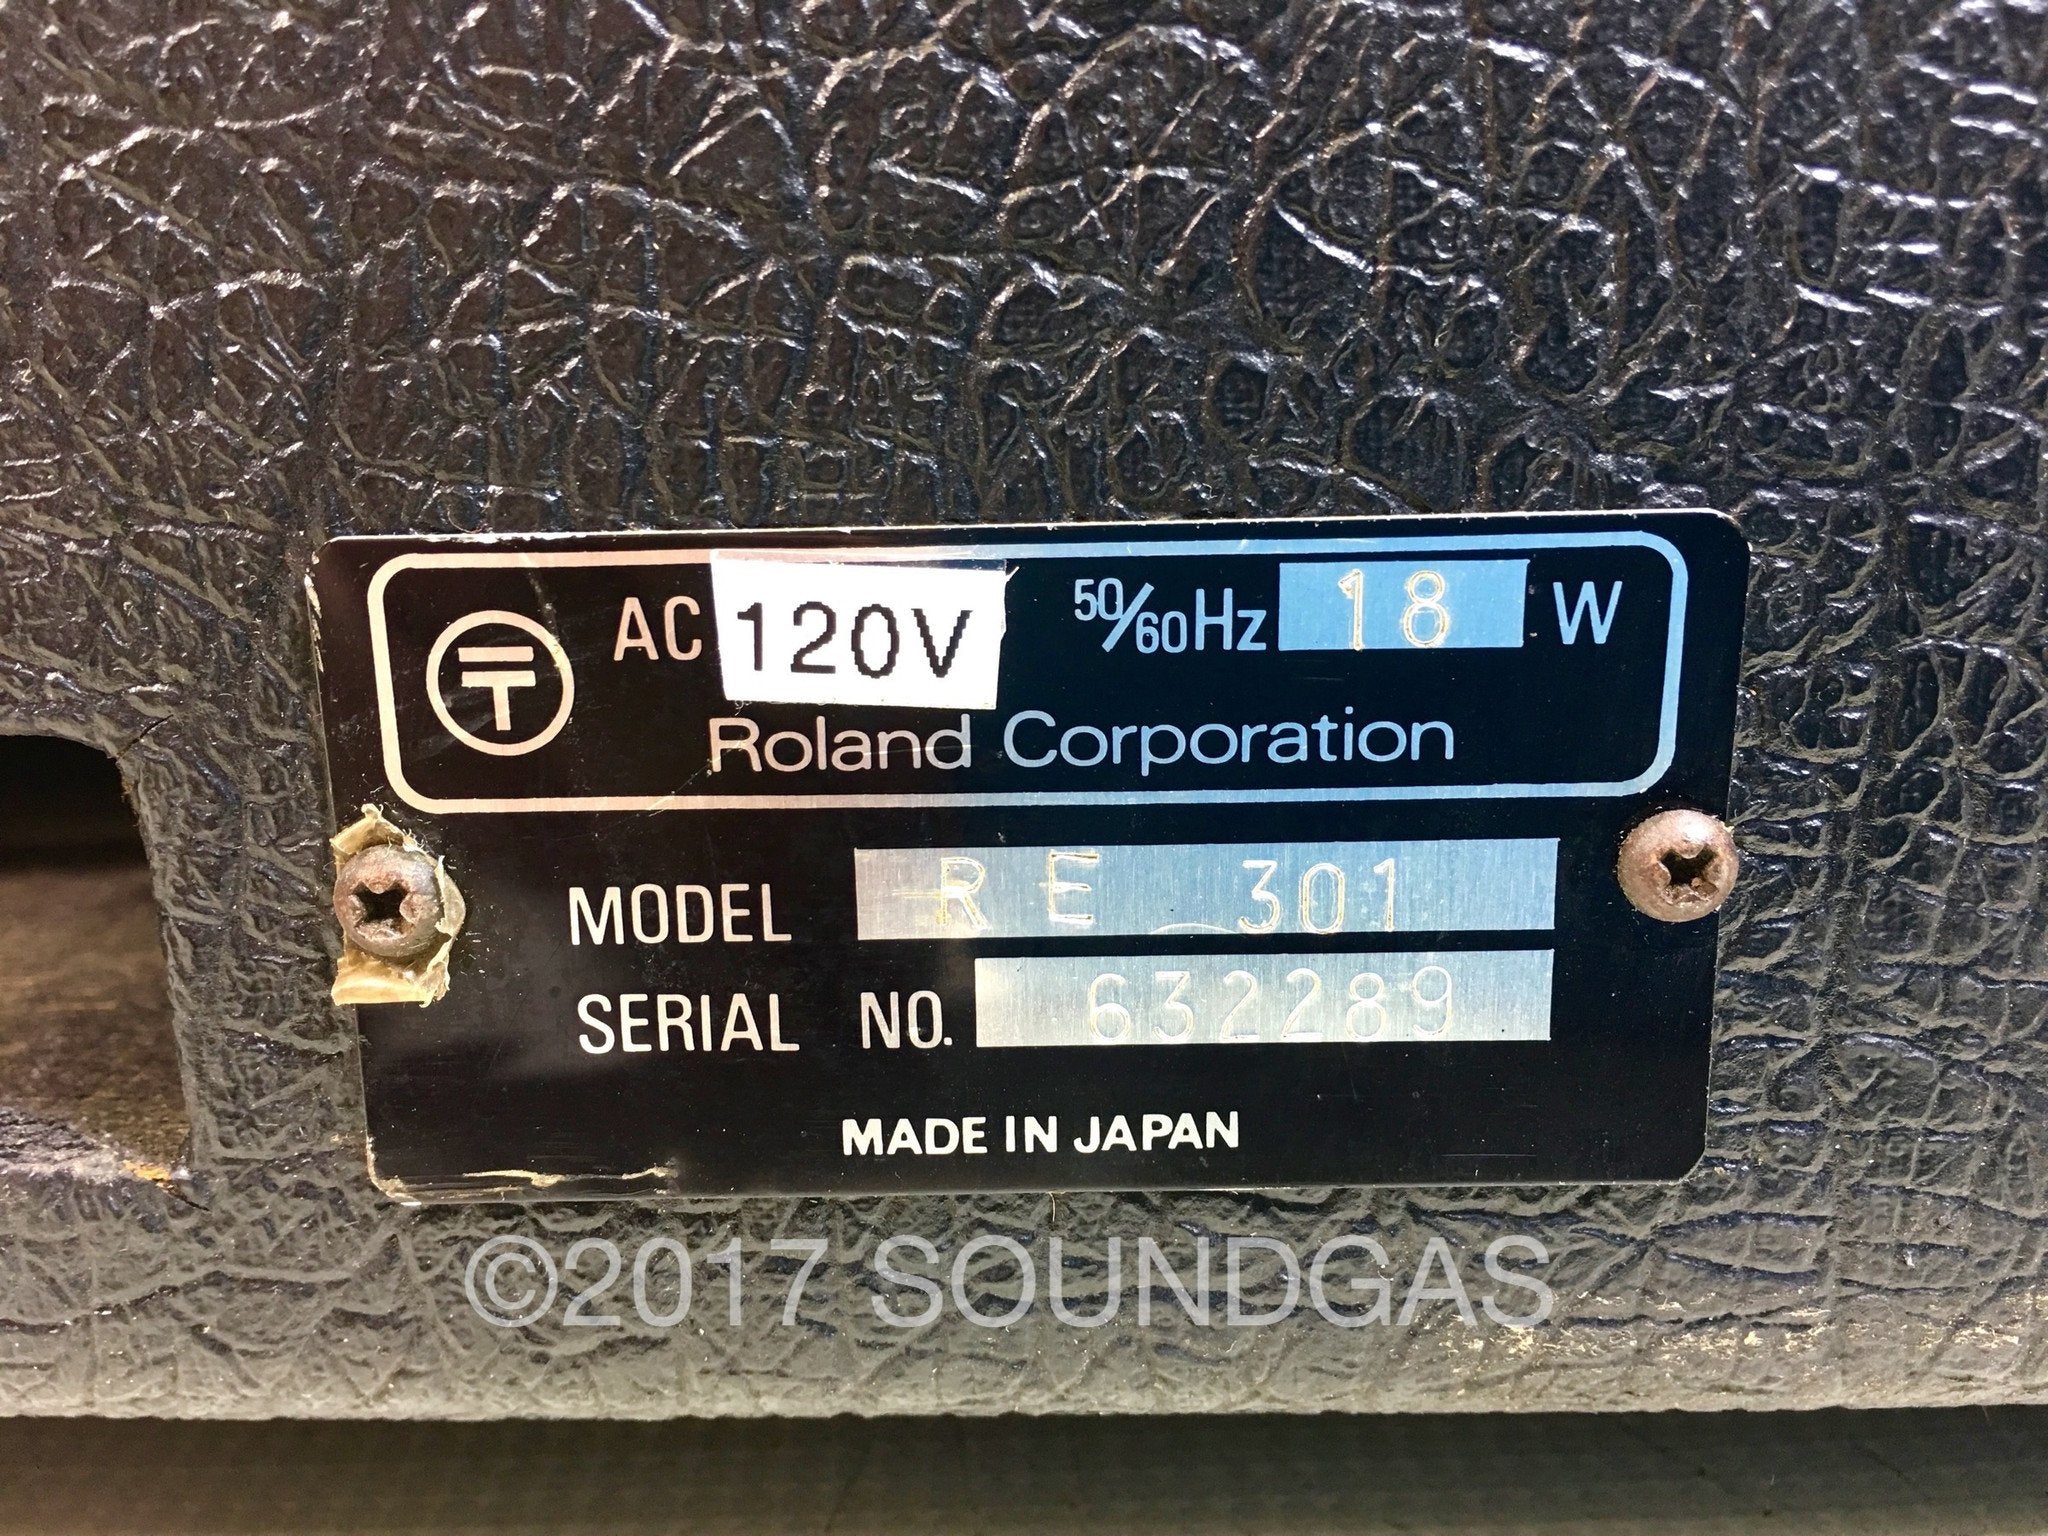 AC 120V 50/60Hz 18 W
Roland Corporation
MODEL RE 301
SERIAL NO. 632289
MADE IN JAPAN
©2017 SOUNDGAS